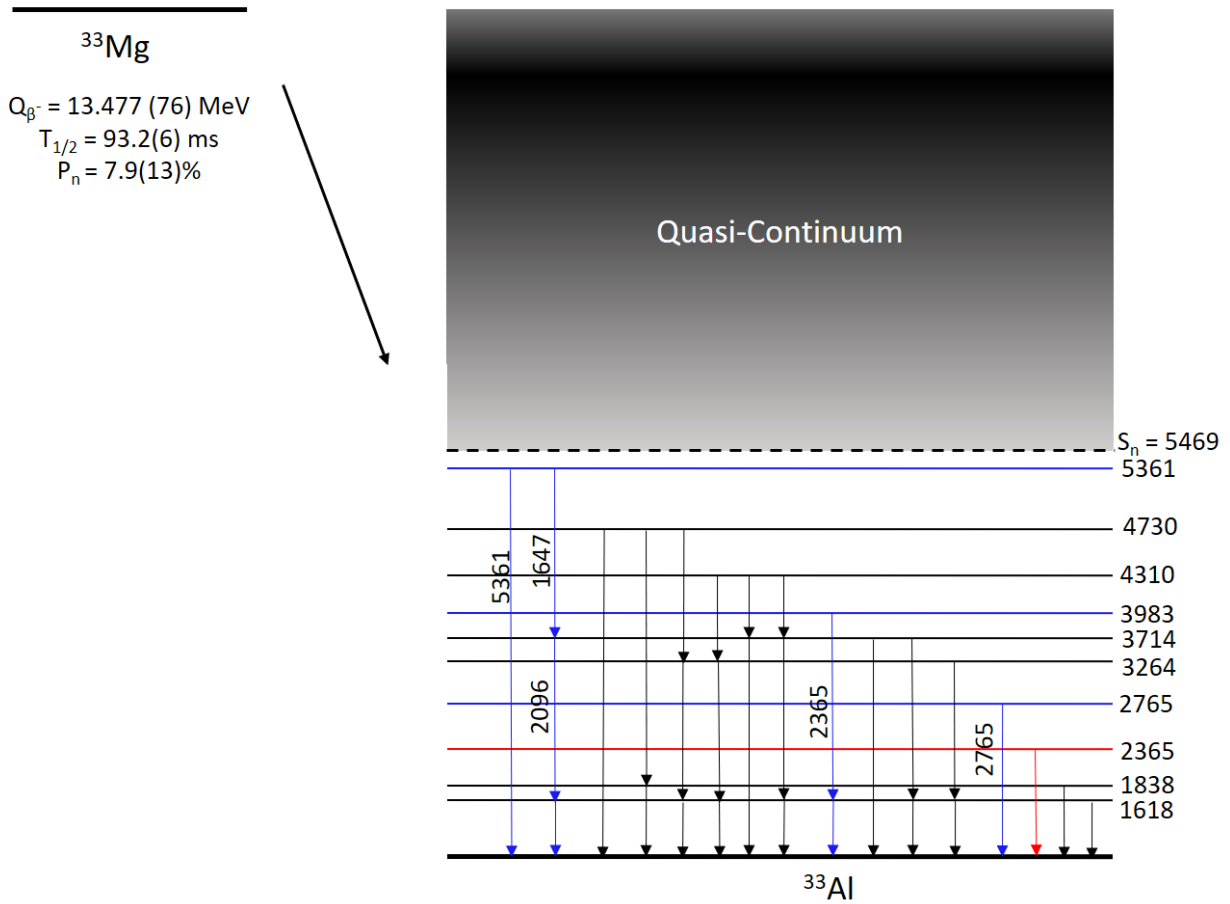 ³³Mg
Qβ⁻ = 13.477 (76) MeV
T₁/₂ = 93.2(6) ms
Pₙ = 7.9(13)%
Quasi-Continuum
Sₙ = 5469
5361
4730
4310
3983
3714
3264
2765
2365
1838
1618
5361
1647
2096
2365
2765
³³Al